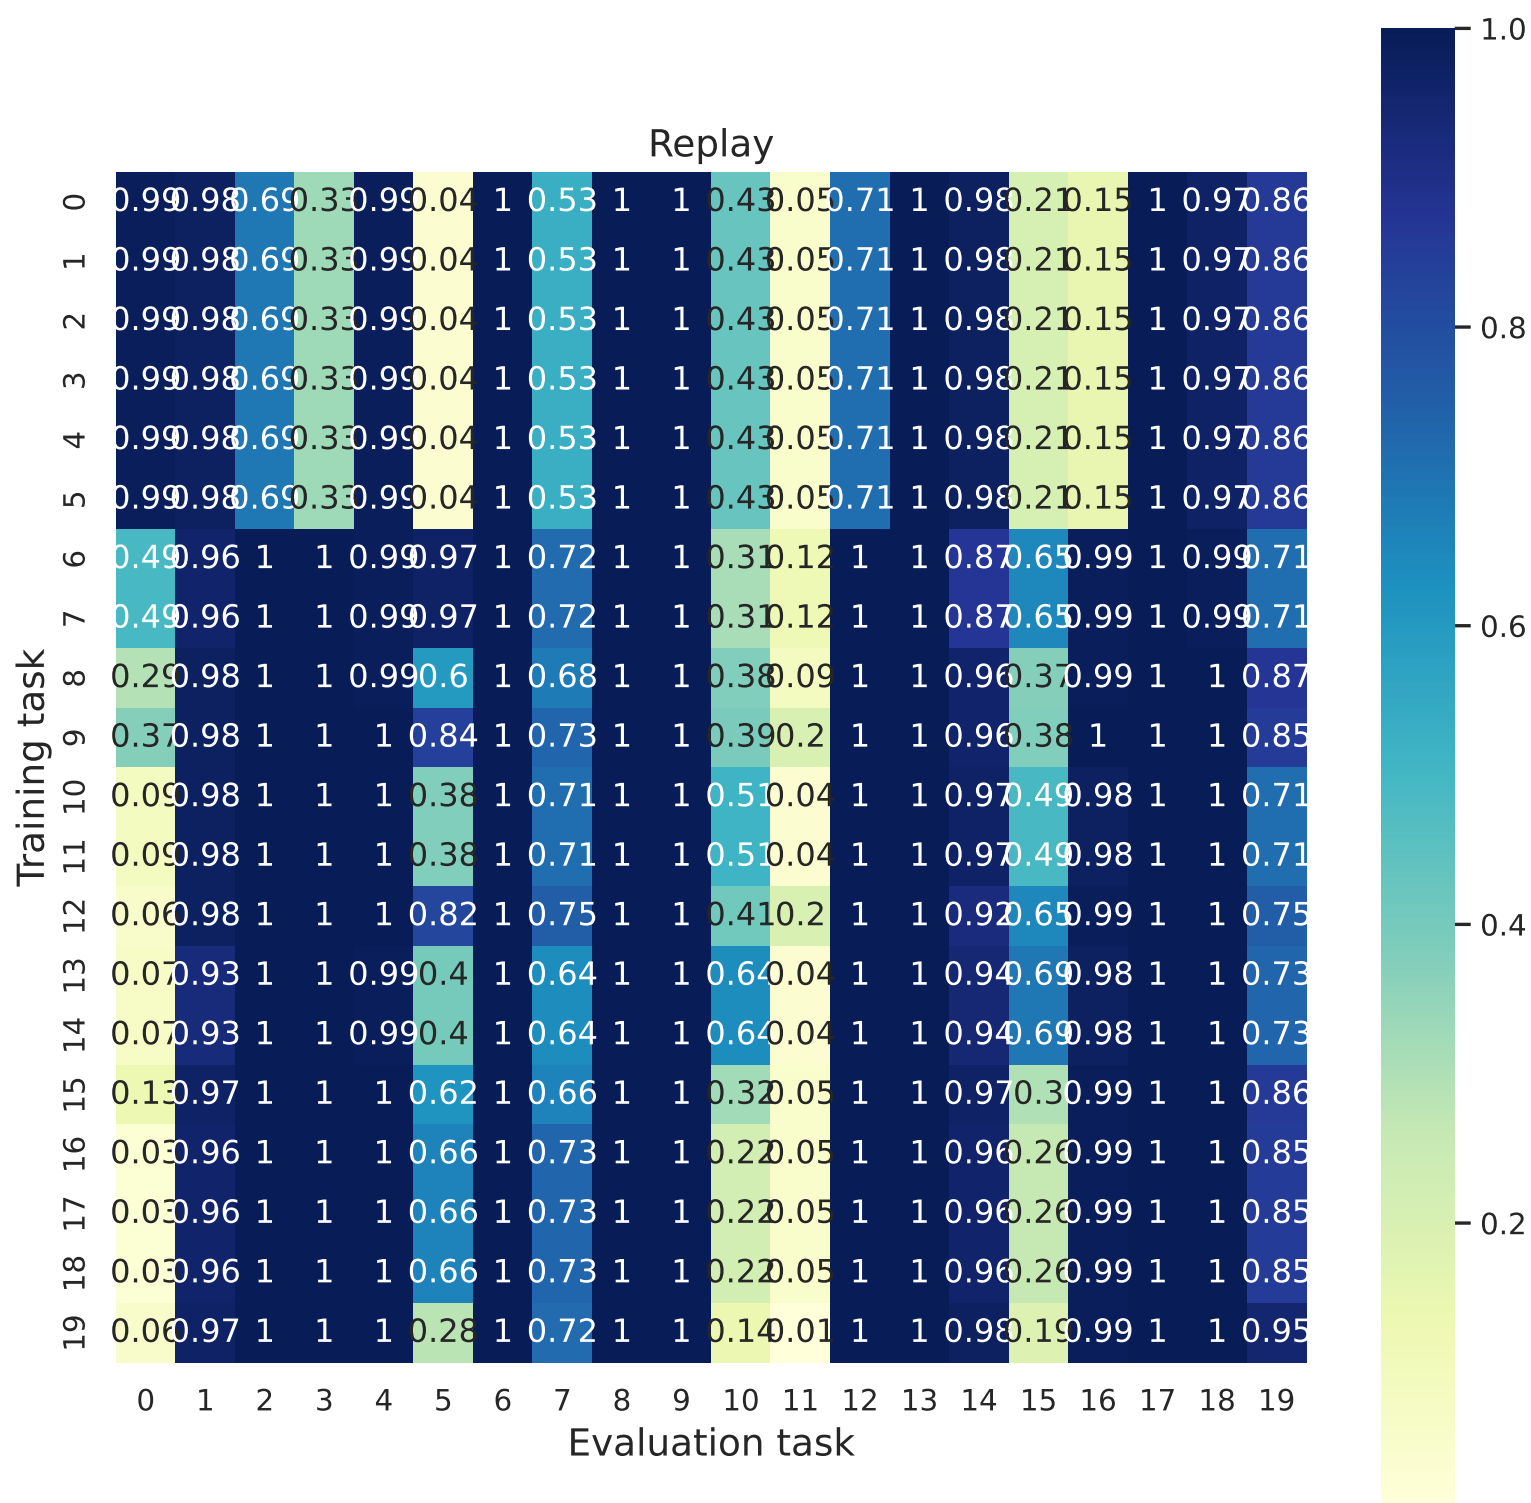 Replay
0 0.99 0.98 0.69 0.33 0.99 0.04 1 0.53 1 1 0.43 0.05 0.71 1 0.98 0.21 0.15 1 0.97 0.86
1 0.99 0.98 0.69 0.33 0.99 0.04 1 0.53 1 1 0.43 0.05 0.71 1 0.98 0.21 0.15 1 0.97 0.86
2 0.99 0.98 0.69 0.33 0.99 0.04 1 0.53 1 1 0.43 0.05 0.71 1 0.98 0.21 0.15 1 0.97 0.86
3 0.99 0.98 0.69 0.33 0.99 0.04 1 0.53 1 1 0.43 0.05 0.71 1 0.98 0.21 0.15 1 0.97 0.86
4 0.99 0.98 0.69 0.33 0.99 0.04 1 0.53 1 1 0.43 0.05 0.71 1 0.98 0.21 0.15 1 0.97 0.86
5 0.99 0.98 0.69 0.33 0.99 0.04 1 0.53 1 1 0.43 0.05 0.71 1 0.98 0.21 0.15 1 0.97 0.86
6 0.49 0.96 1 1 0.99 0.97 1 0.72 1 1 0.31 0.12 1 1 0.87 0.65 0.99 1 0.99 0.71
7 0.49 0.96 1 1 0.99 0.97 1 0.72 1 1 0.31 0.12 1 1 0.87 0.65 0.99 1 0.99 0.71
8 0.29 0.98 1 1 0.99 0.6 1 0.68 1 1 0.38 0.09 1 1 0.96 0.37 0.99 1 1 0.87
9 0.37 0.98 1 1 1 0.84 1 0.73 1 1 0.39 0.2 1 1 0.96 0.38 1 1 1 0.85
10 0.09 0.98 1 1 1 0.38 1 0.71 1 1 0.51 0.04 1 1 0.97 0.49 0.98 1 1 0.71
11 0.09 0.98 1 1 1 0.38 1 0.71 1 1 0.51 0.04 1 1 0.97 0.49 0.98 1 1 0.71
12 0.06 0.98 1 1 1 0.82 1 0.75 1 1 0.41 0.2 1 1 0.92 0.65 0.99 1 1 0.75
13 0.07 0.93 1 1 0.99 0.4 1 0.64 1 1 0.64 0.04 1 1 0.94 0.69 0.98 1 1 0.73
14 0.07 0.93 1 1 0.99 0.4 1 0.64 1 1 0.64 0.04 1 1 0.94 0.69 0.98 1 1 0.73
15 0.13 0.97 1 1 1 0.62 1 0.66 1 1 0.32 0.05 1 1 0.97 0.3 0.99 1 1 0.86
16 0.03 0.96 1 1 1 0.66 1 0.73 1 1 0.22 0.05 1 1 0.96 0.26 0.99 1 1 0.85
17 0.03 0.96 1 1 1 0.66 1 0.73 1 1 0.22 0.05 1 1 0.96 0.26 0.99 1 1 0.85
18 0.03 0.96 1 1 1 0.66 1 0.73 1 1 0.22 0.05 1 1 0.96 0.26 0.99 1 1 0.85
19 0.06 0.97 1 1 1 0.28 1 0.72 1 1 0.14 0.01 1 1 0.98 0.19 0.99 1 1 0.95
0 1 2 3 4 5 6 7 8 9 10 11 12 13 14 15 16 17 18 19
Evaluation task
Training task
1.0
0.8
0.6
0.4
0.2